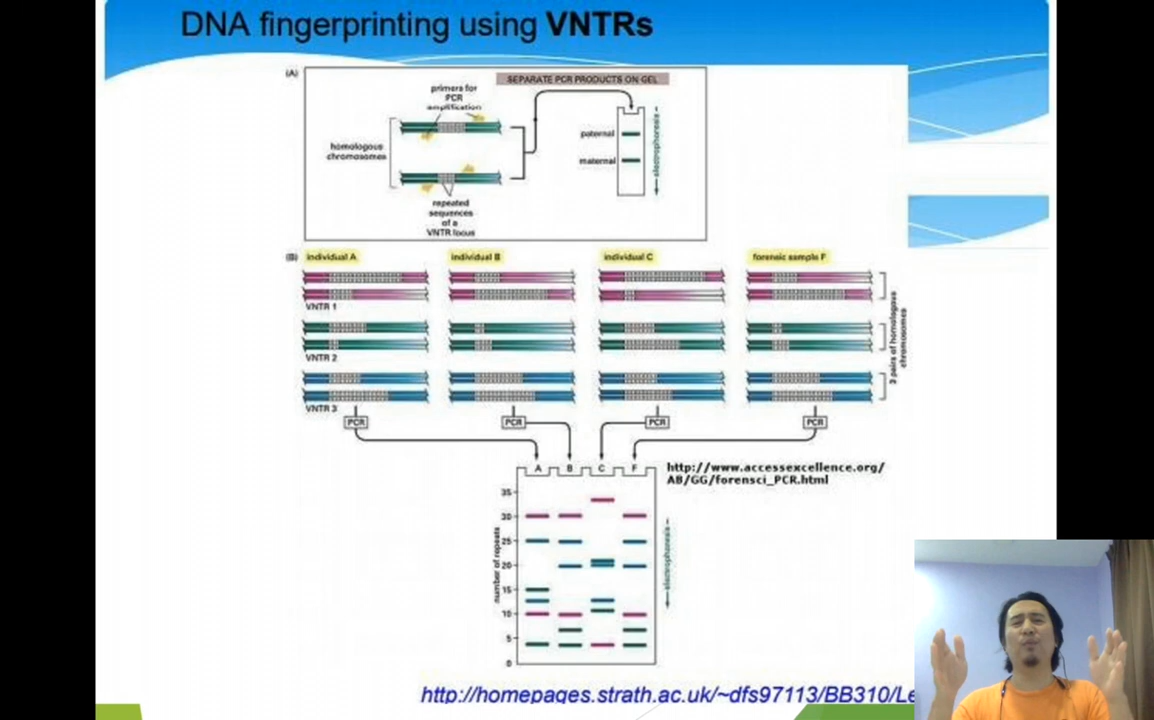 DNA fingerprinting using VNTRs
(A)
SEPARATE PCR PRODUCTS ON GEL
primers for
PCR
amplification
homologous
chromosomes
paternal
maternal
electrophoresis
repeated
sequences
of a
VNTR locus
(B) individual A individual B individual C forensic sample F
VNTR 1
VNTR 2
VNTR 3
3 pairs of homologous
chromosomes
PCR PCR PCR PCR
A B C F
http://www.accessexcellence.org/
AB/GG/forensci_PCR.html
35
30
25
20
15
10
5
0
number of repeats
electrophoresis
http://homepages.strath.ac.uk/~dfs97113/BB310/Le